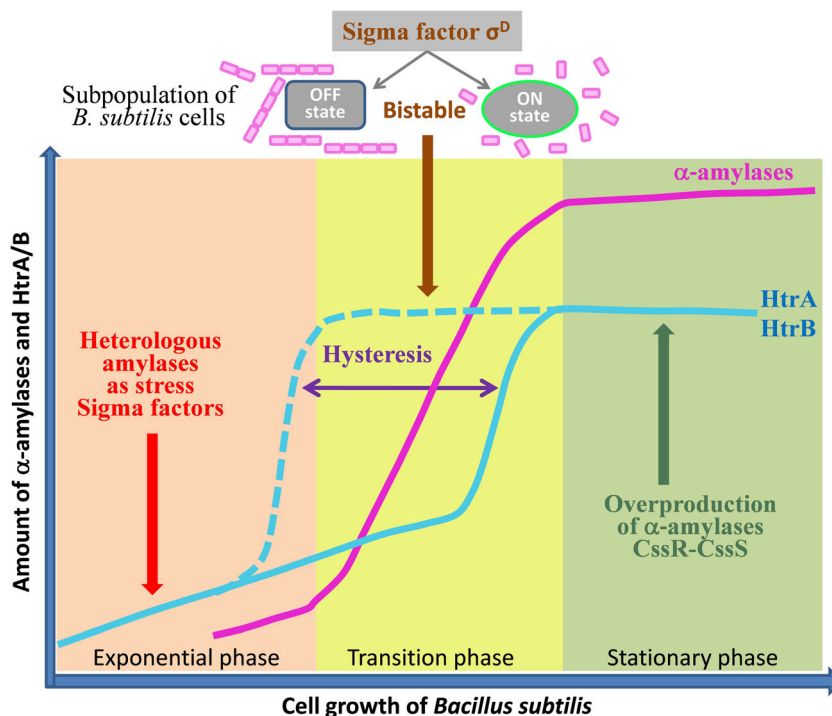 Sigma factor σᴰ
Subpopulation of
B. subtilis cells
OFF
state
Bistable
ON
state
Amount of α-amylases and HtrA/B
α-amylases
HtrA
HtrB
Heterologous
amylases
as stress
Sigma factors
Hysteresis
Overproduction
of α-amylases
CssR-CssS
Exponential phase
Transition phase
Stationary phase
Cell growth of Bacillus subtilis